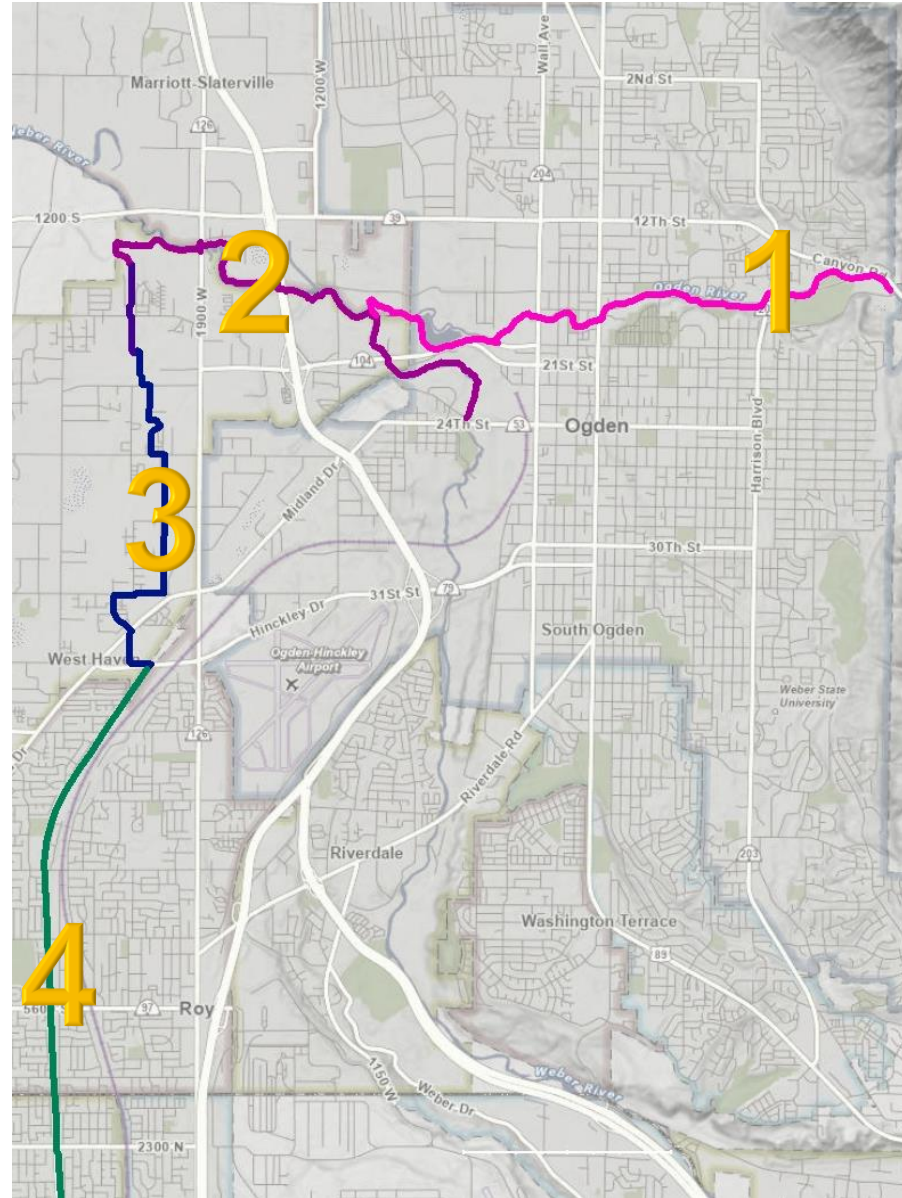 Marriott-Slaterville
1200 W
Wall Ave
2Nd St
126
Weber River
204
1200 S
39
12Th St
Canyon Rd
1
2
Ogden River
1900 W
104
21St St
24Th St
53
Ogden
Harrison Blvd
Midland Dr
3
30Th St
31St St
79
Hinckley Dr
South Ogden
West Haven
Ogden-Hinckley
Airport
Weber State
University
126
Dr
Riverdale Rd
Riverdale
203
Washington Terrace
4
89
5600 S
97
Roy
1150 W
Weber Dr
Weber River
2300 N